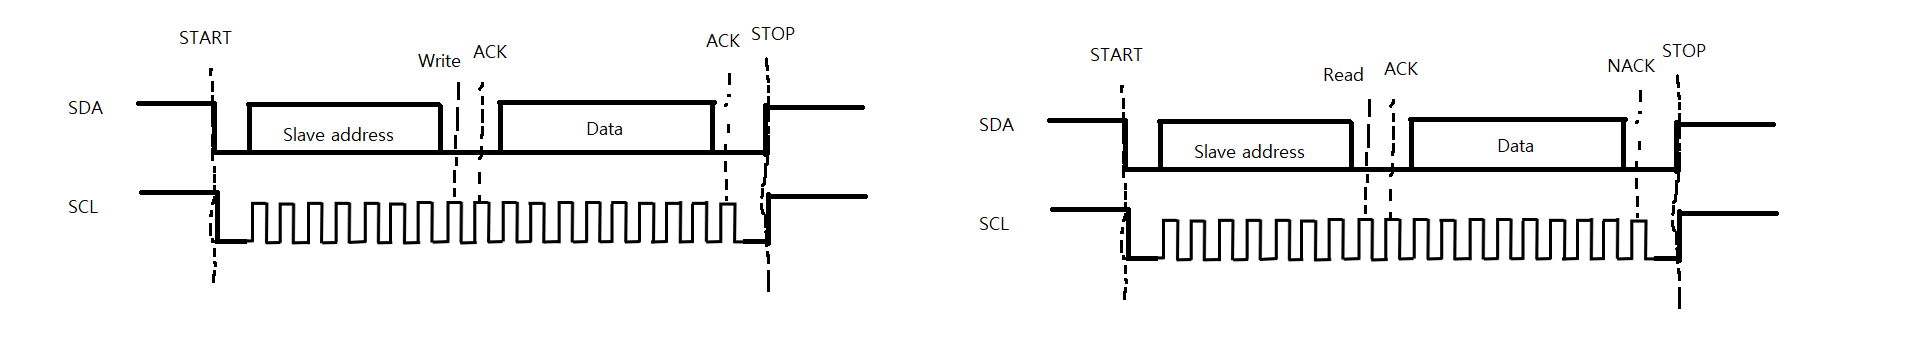 START
Write
ACK
ACK
STOP
SDA
Slave address
Data
SCL
START
Read
ACK
NACK
STOP
SDA
Slave address
Data
SCL